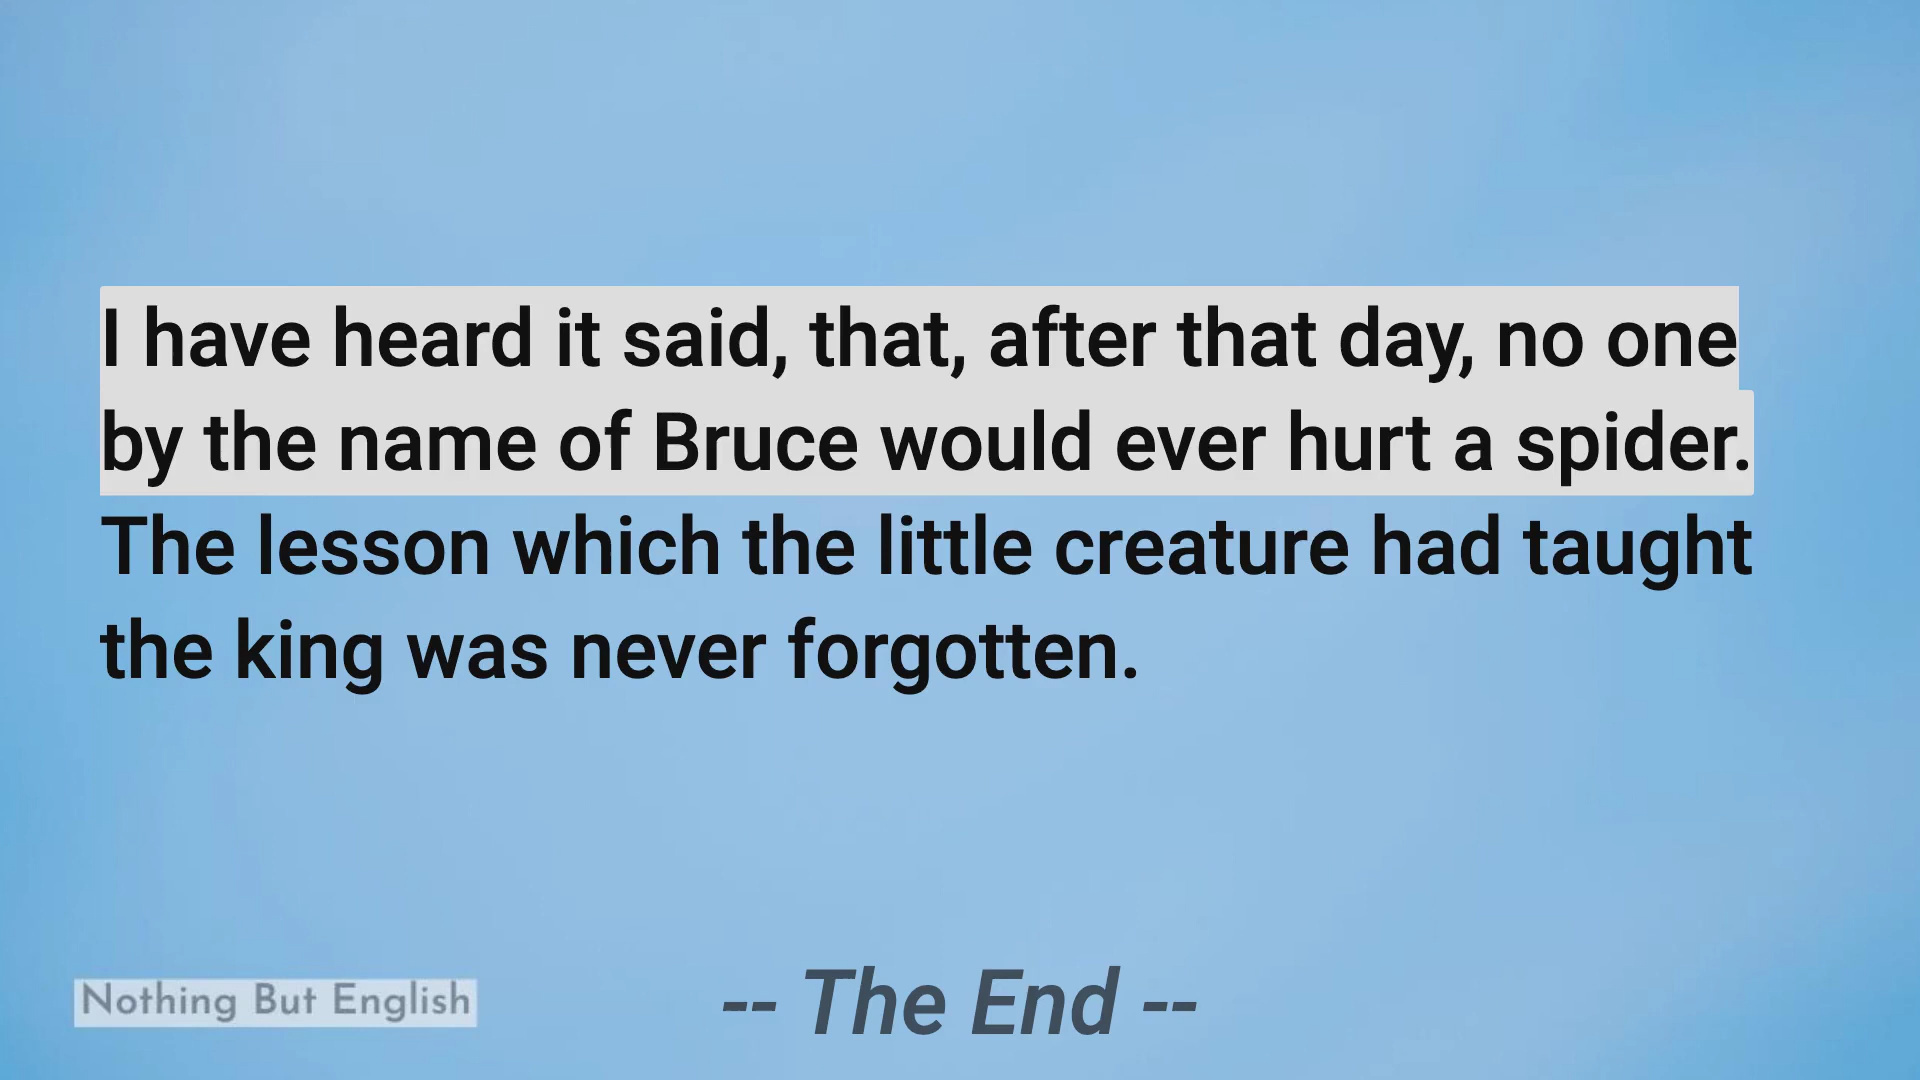 I have heard it said, that, after that day, no one
by the name of Bruce would ever hurt a spider.
The lesson which the little creature had taught
the king was never forgotten.
Nothing But English
-- The End --